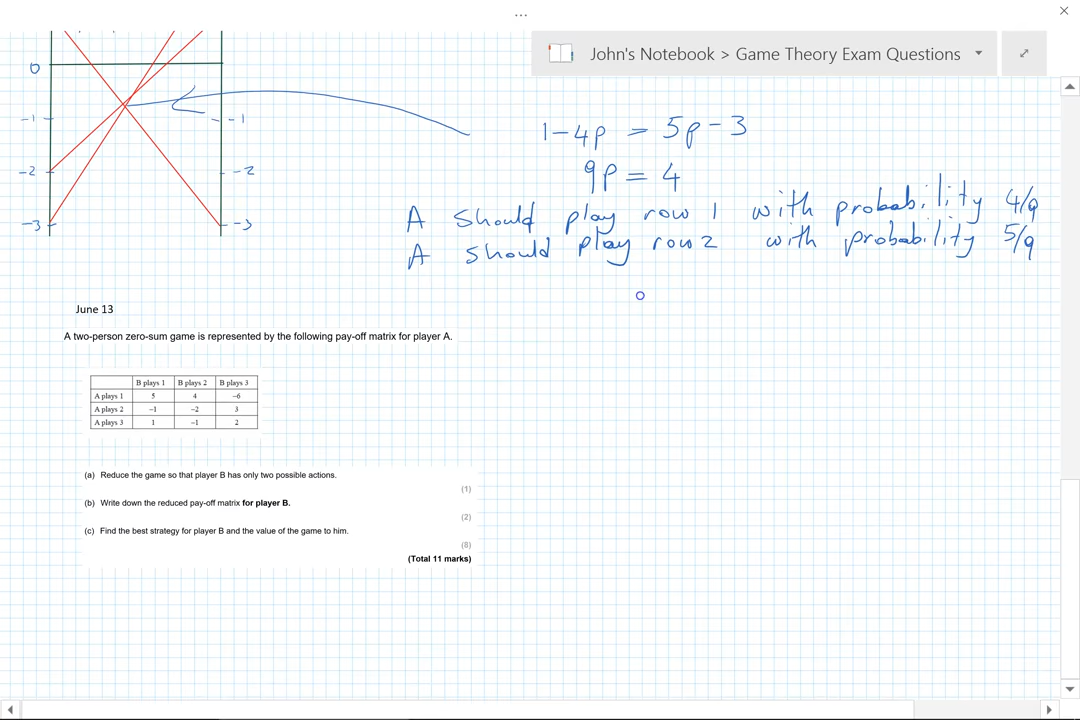 ...
John's Notebook > Game Theory Exam Questions
0
-1
-1
-2
-2
-3
-3
1-4p = 5p-3
9p = 4
A should play row 1 with probability 4/9
A should play row 2 with probability 5/9
June 13
A two-person zero-sum game is represented by the following pay-off matrix for player A.
B plays 1 B plays 2 B plays 3
A plays 1 5 4 –6
A plays 2 –1 –2 3
A plays 3 1 –1 2
(a) Reduce the game so that player B has only two possible actions.
(1)
(b) Write down the reduced pay-off matrix for player B.
(2)
(c) Find the best strategy for player B and the value of the game to him.
(8)
(Total 11 marks)